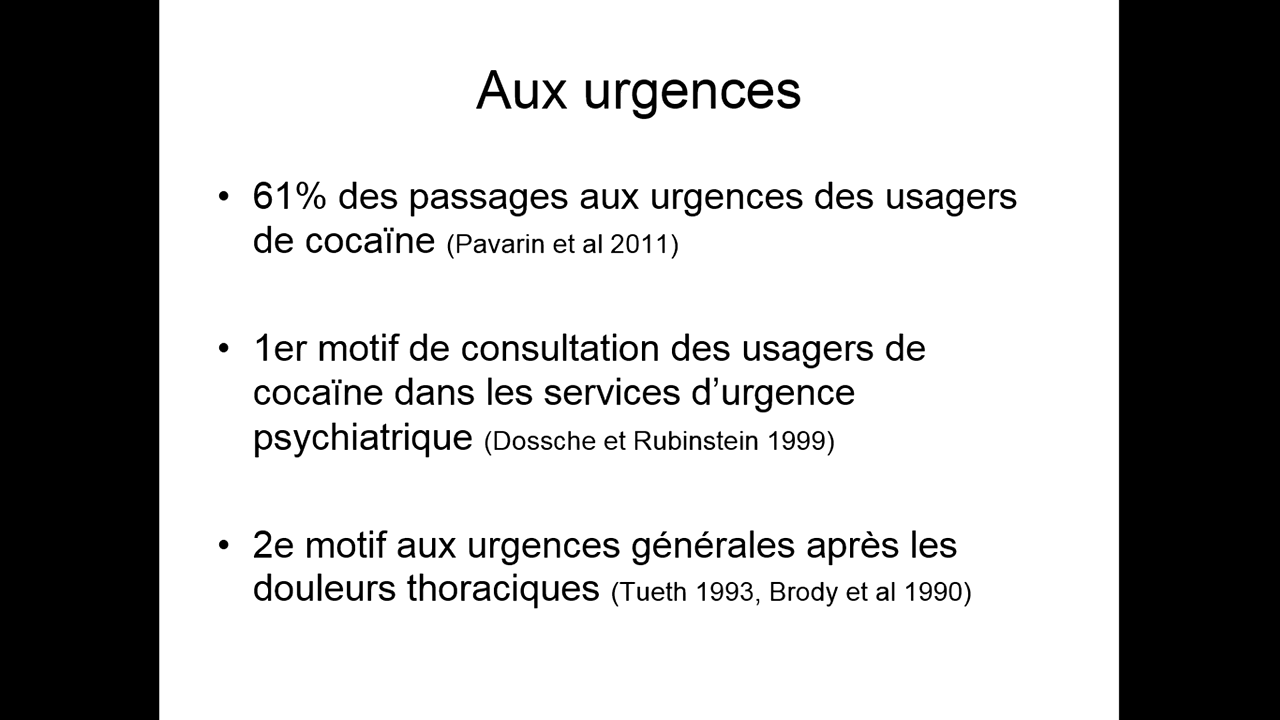 Aux urgences
• 61% des passages aux urgences des usagers
de cocaïne (Pavarin et al 2011)
• 1er motif de consultation des usagers de
cocaïne dans les services d’urgence
psychiatrique (Dossche et Rubinstein 1999)
• 2e motif aux urgences générales après les
douleurs thoraciques (Tueth 1993, Brody et al 1990)